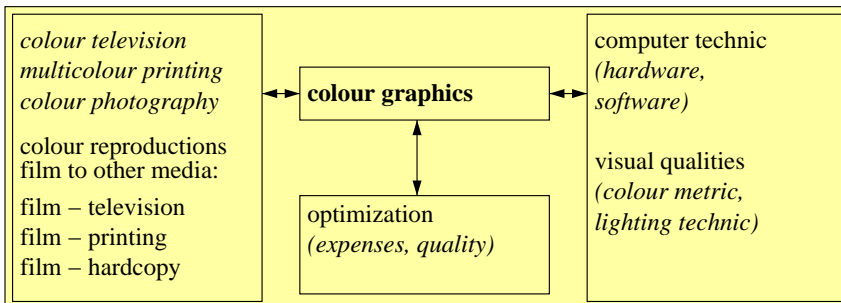 colour television
multicolour printing
colour photography
colour reproductions
film to other media:
film – television
film – printing
film – hardcopy
colour graphics
optimization
(expenses, quality)
computer technic
(hardware,
software)
visual qualities
(colour metric,
lighting technic)